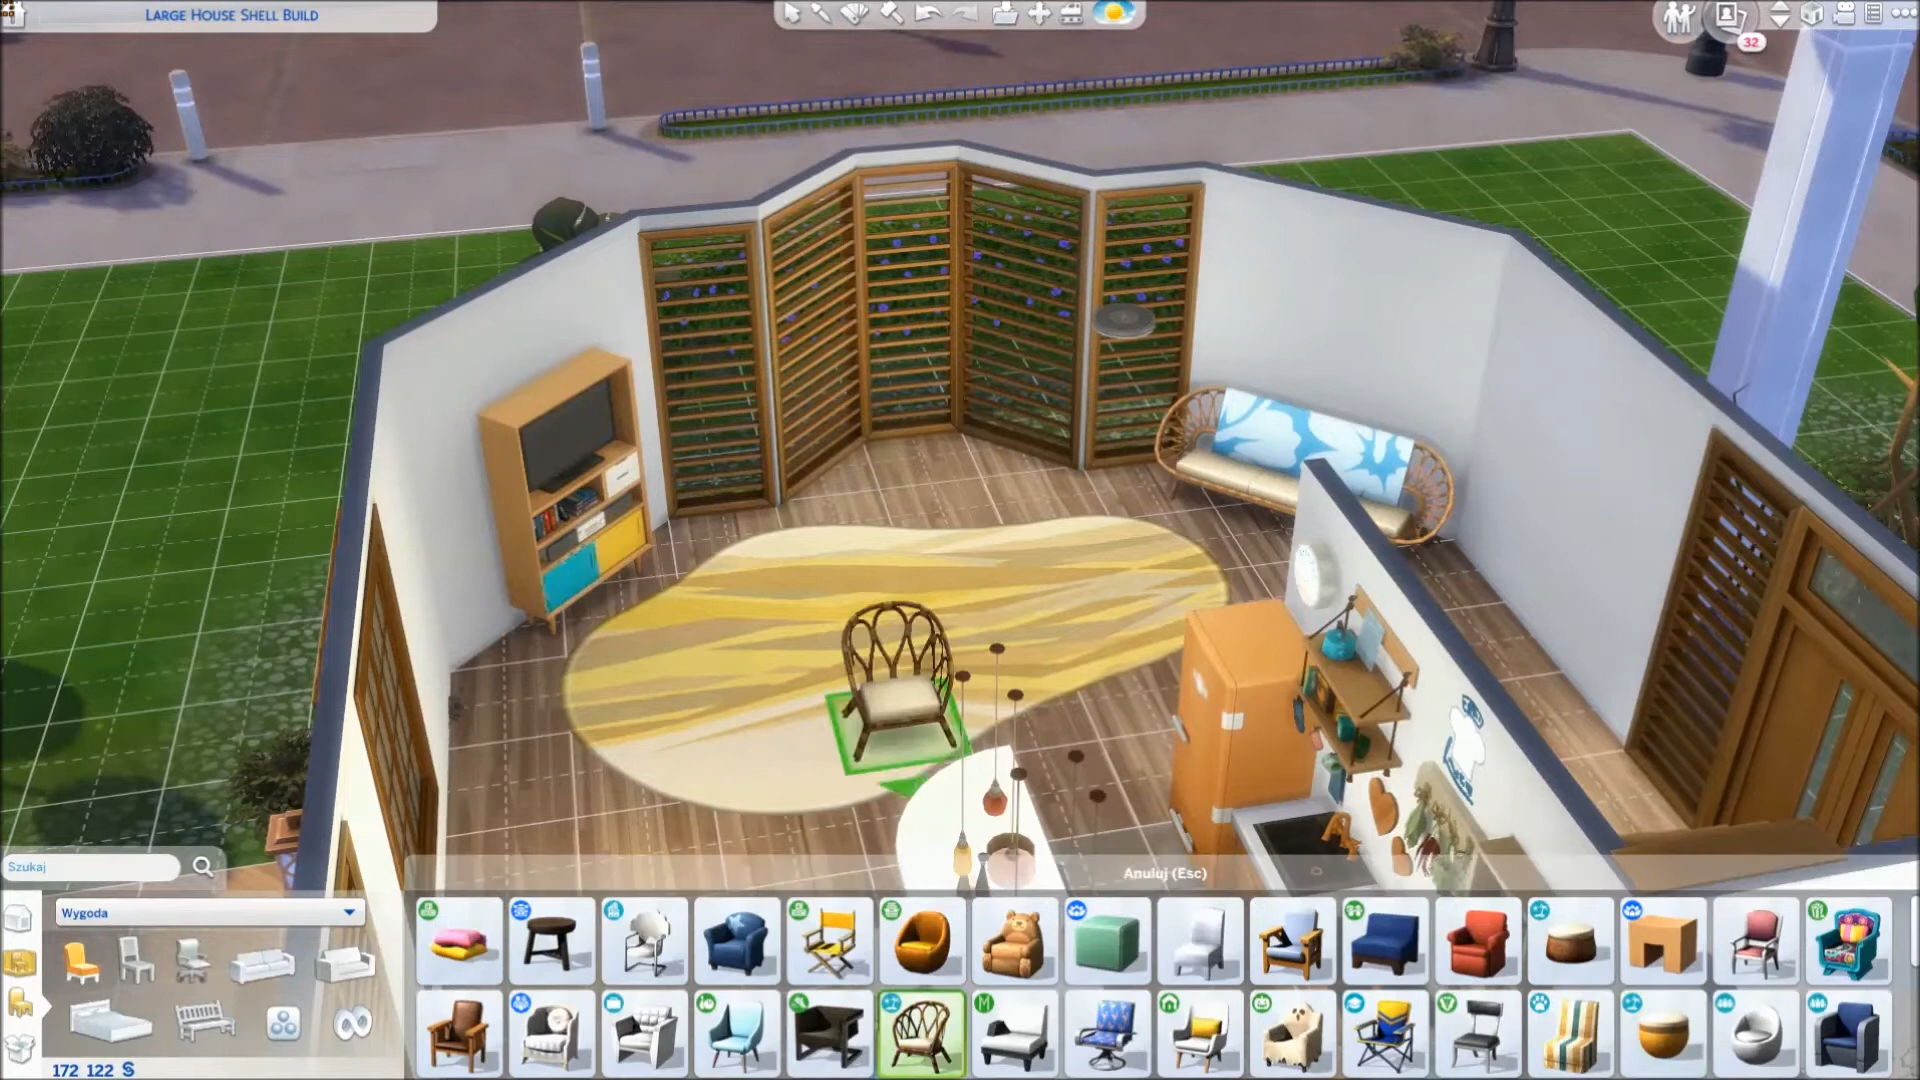 LARGE HOUSE SHELL BUILD
32
Anuluj (Esc)
Szukaj
Wygoda
172 122 S